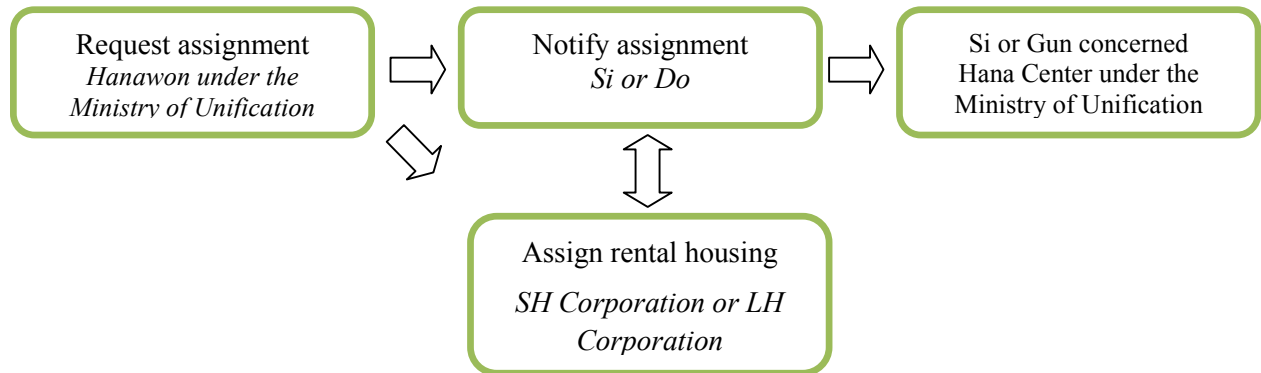 Request assignment
Hanawon under the
Ministry of Unification
Notify assignment
Si or Do
Si or Gun concerned
Hana Center under the
Ministry of Unification
Assign rental housing
SH Corporation or LH
Corporation